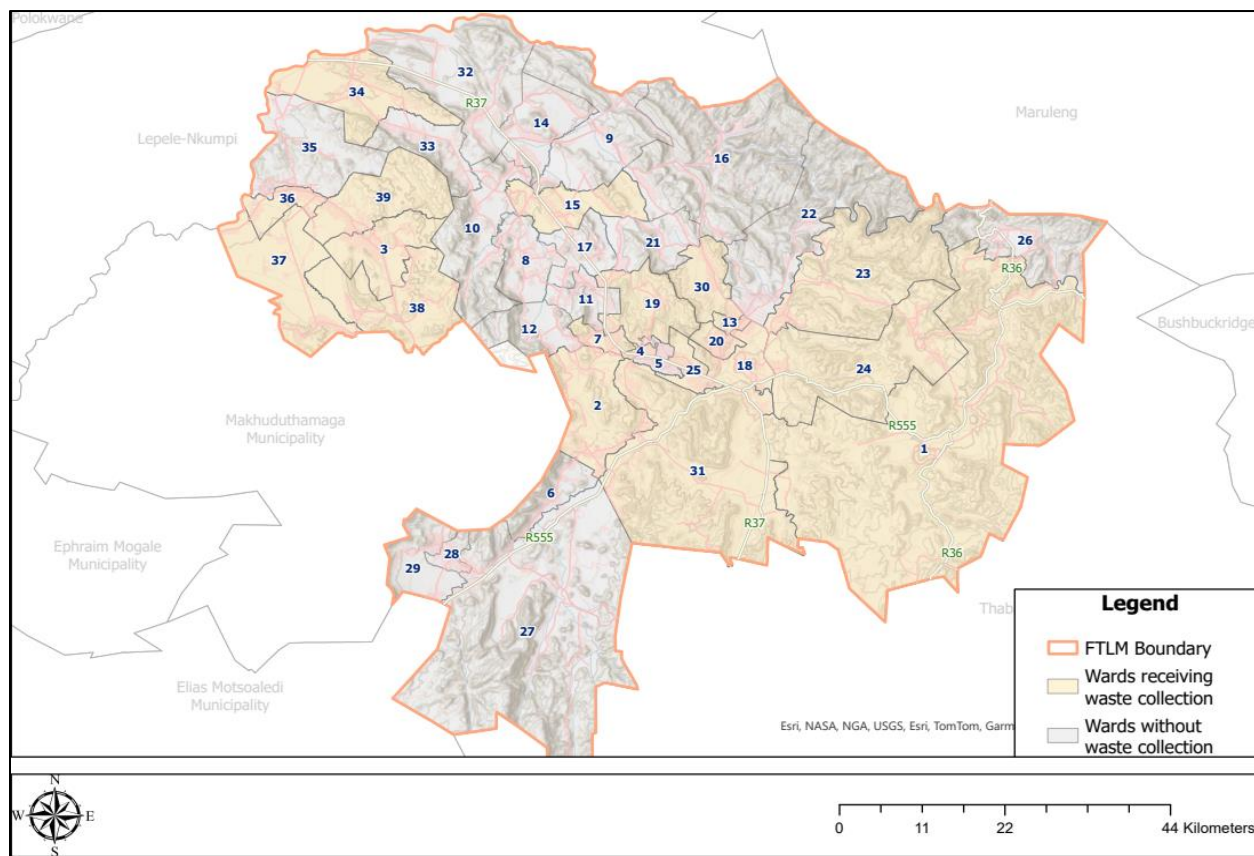 Polokwane
32
34
R37
14
9
Maruleng
Lepele-Nkumpi
35
33
16
36
39
15
22
10
17
21
26
3
8
37
23
R36
11
30
38
19
12
13
Bushbuckridge
7
20
4
5
25
18
24
2
Makhuduthamaga
Municipality
R555
1
31
6
R37
R555
Ephraim Mogale
Municipality
28
29
R36
27
Thab
Elias Motsoaledi
Municipality
Esri, NASA, NGA, USGS, Esri, TomTom, Garm
Legend
FTLM Boundary
Wards receiving
waste collection
Wards without
waste collection
N
W E
S
0 11 22 44 Kilometers